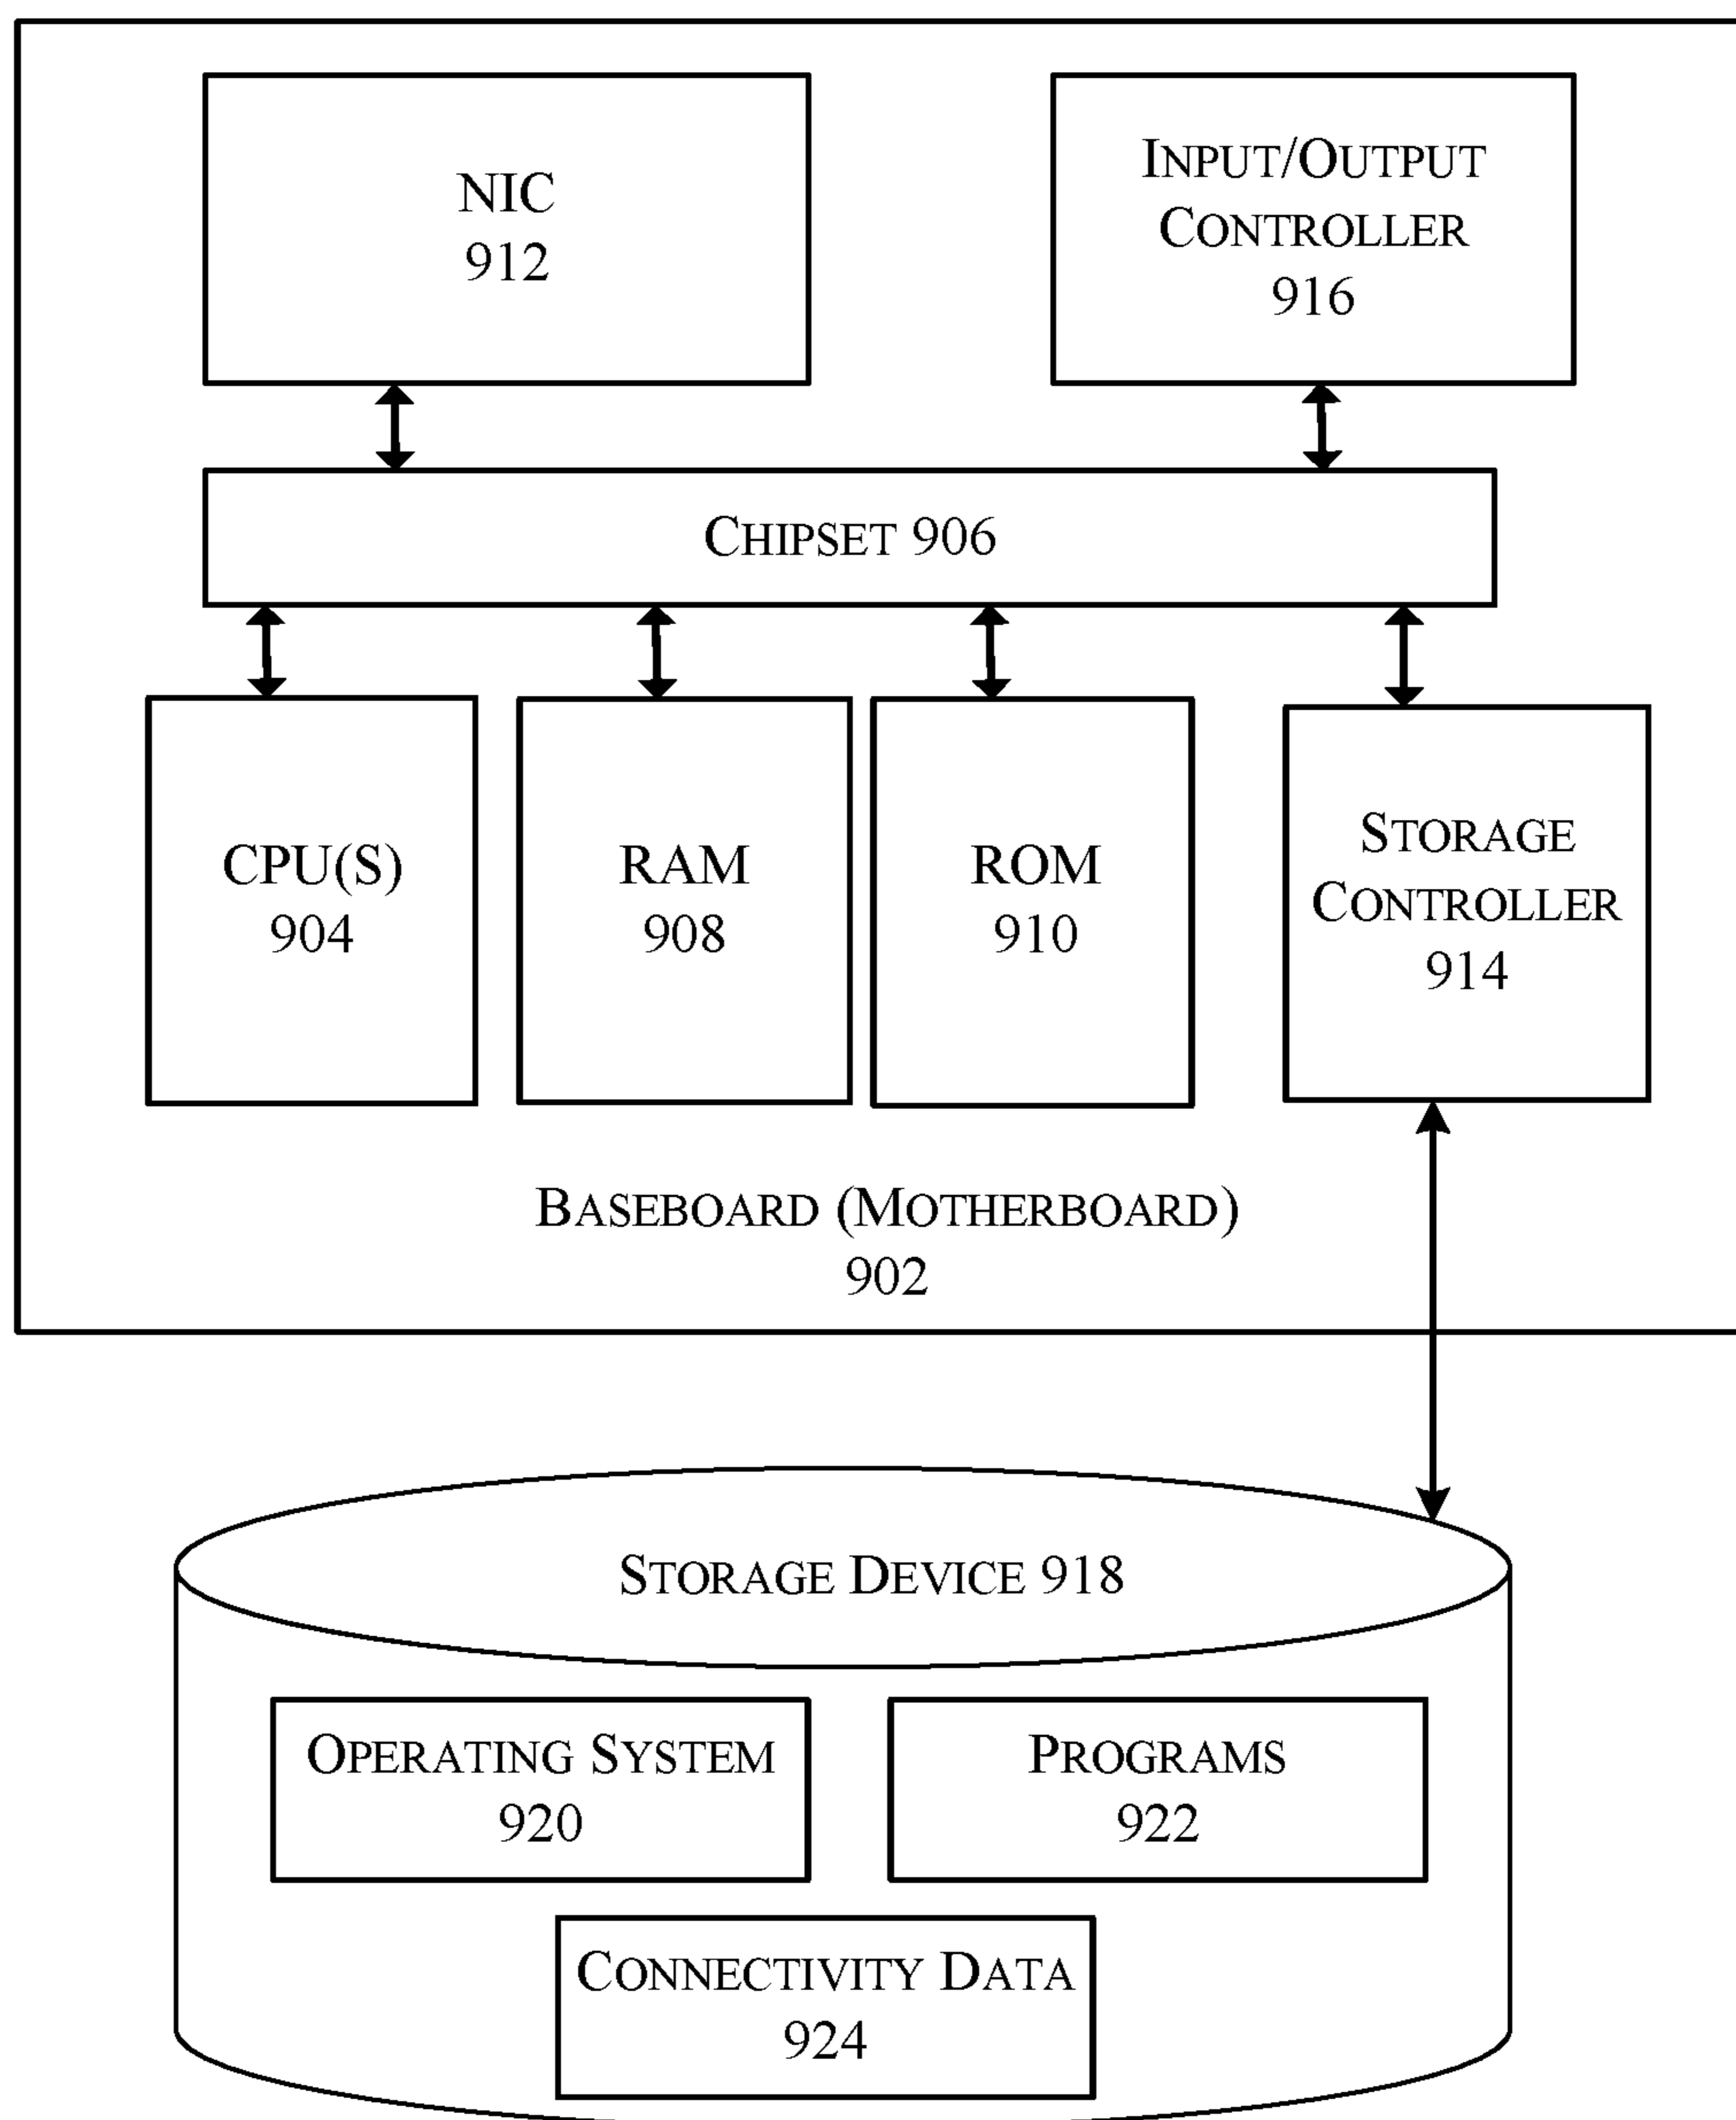 NIC
912
INPUT/OUTPUT
CONTROLLER
916
CHIPSET 906
CPU(S)
904
RAM
908
ROM
910
STORAGE
CONTROLLER
914
BASEBOARD (MOTHERBOARD)
902
STORAGE DEVICE 918
OPERATING SYSTEM
920
PROGRAMS
922
CONNECTIVITY DATA
924